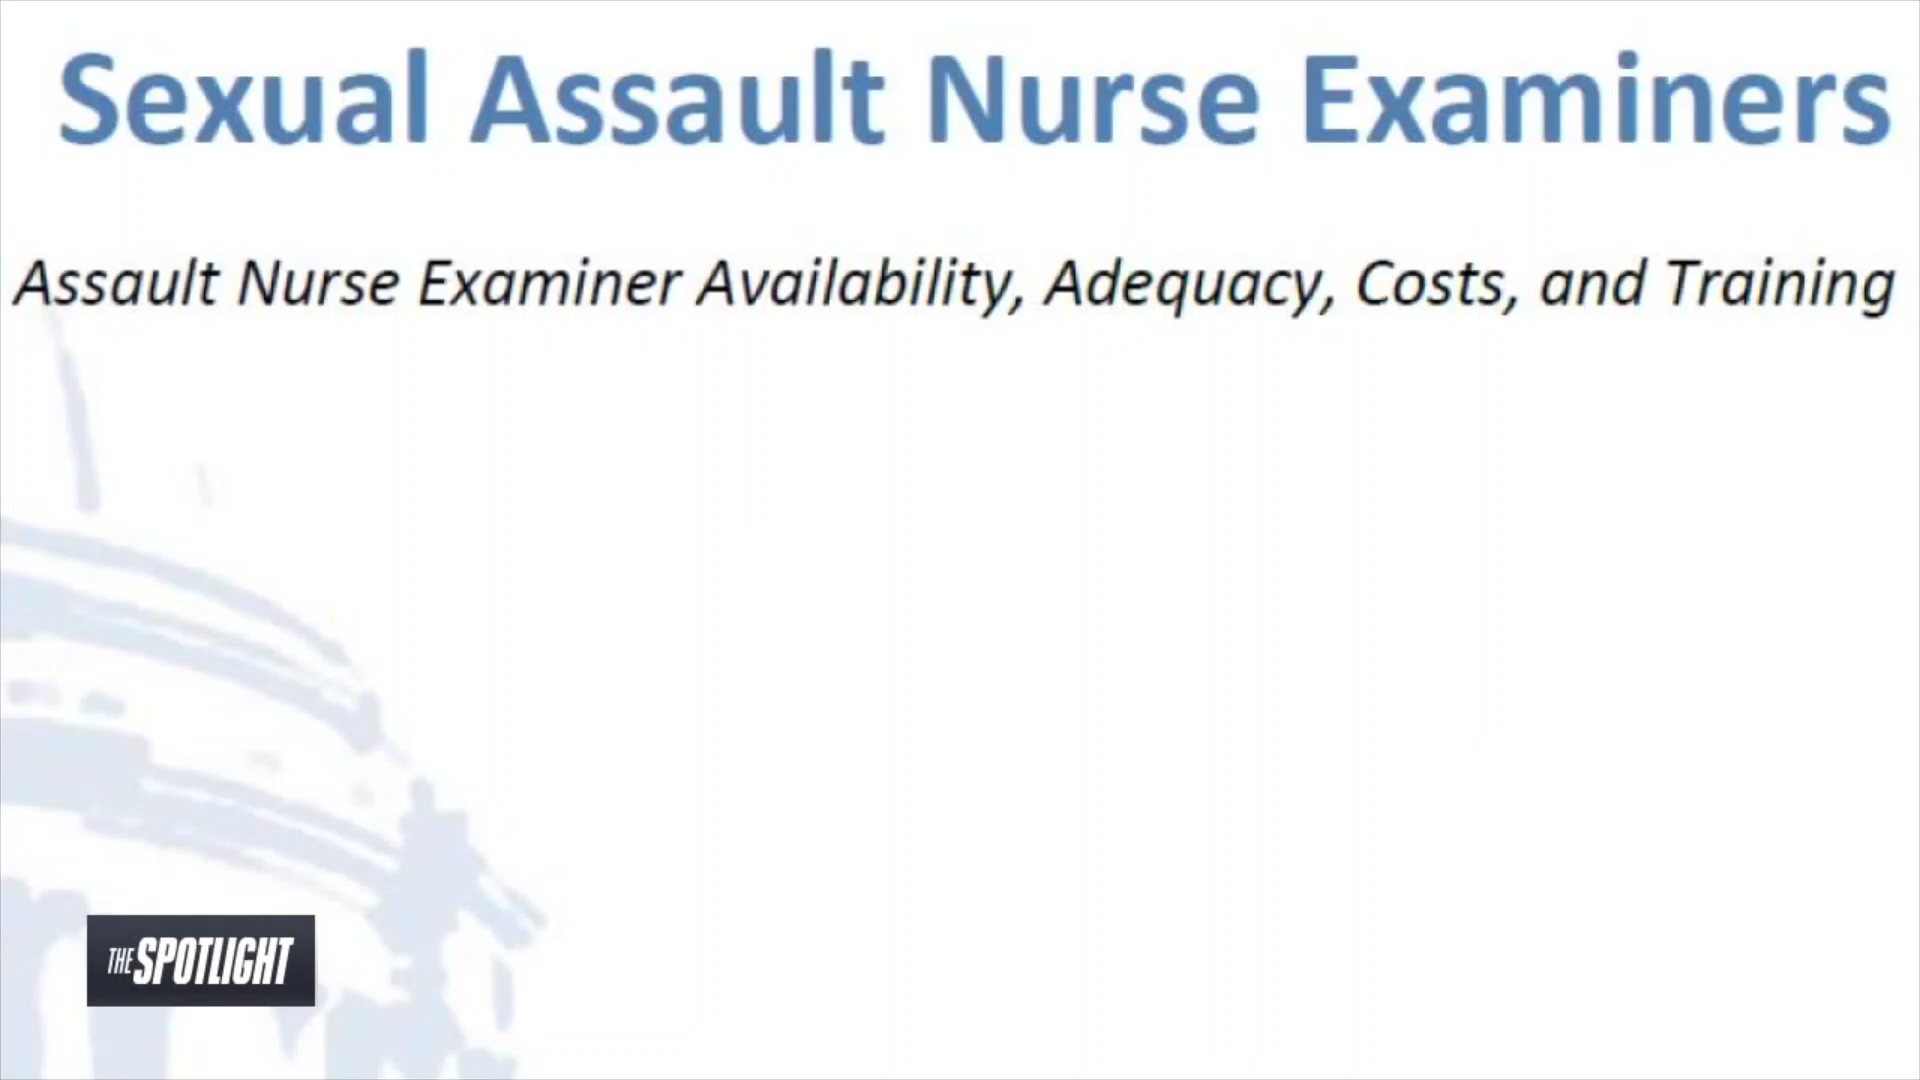 Sexual Assault Nurse Examiners
Assault Nurse Examiner Availability, Adequacy, Costs, and Training
THE SPOTLIGHT